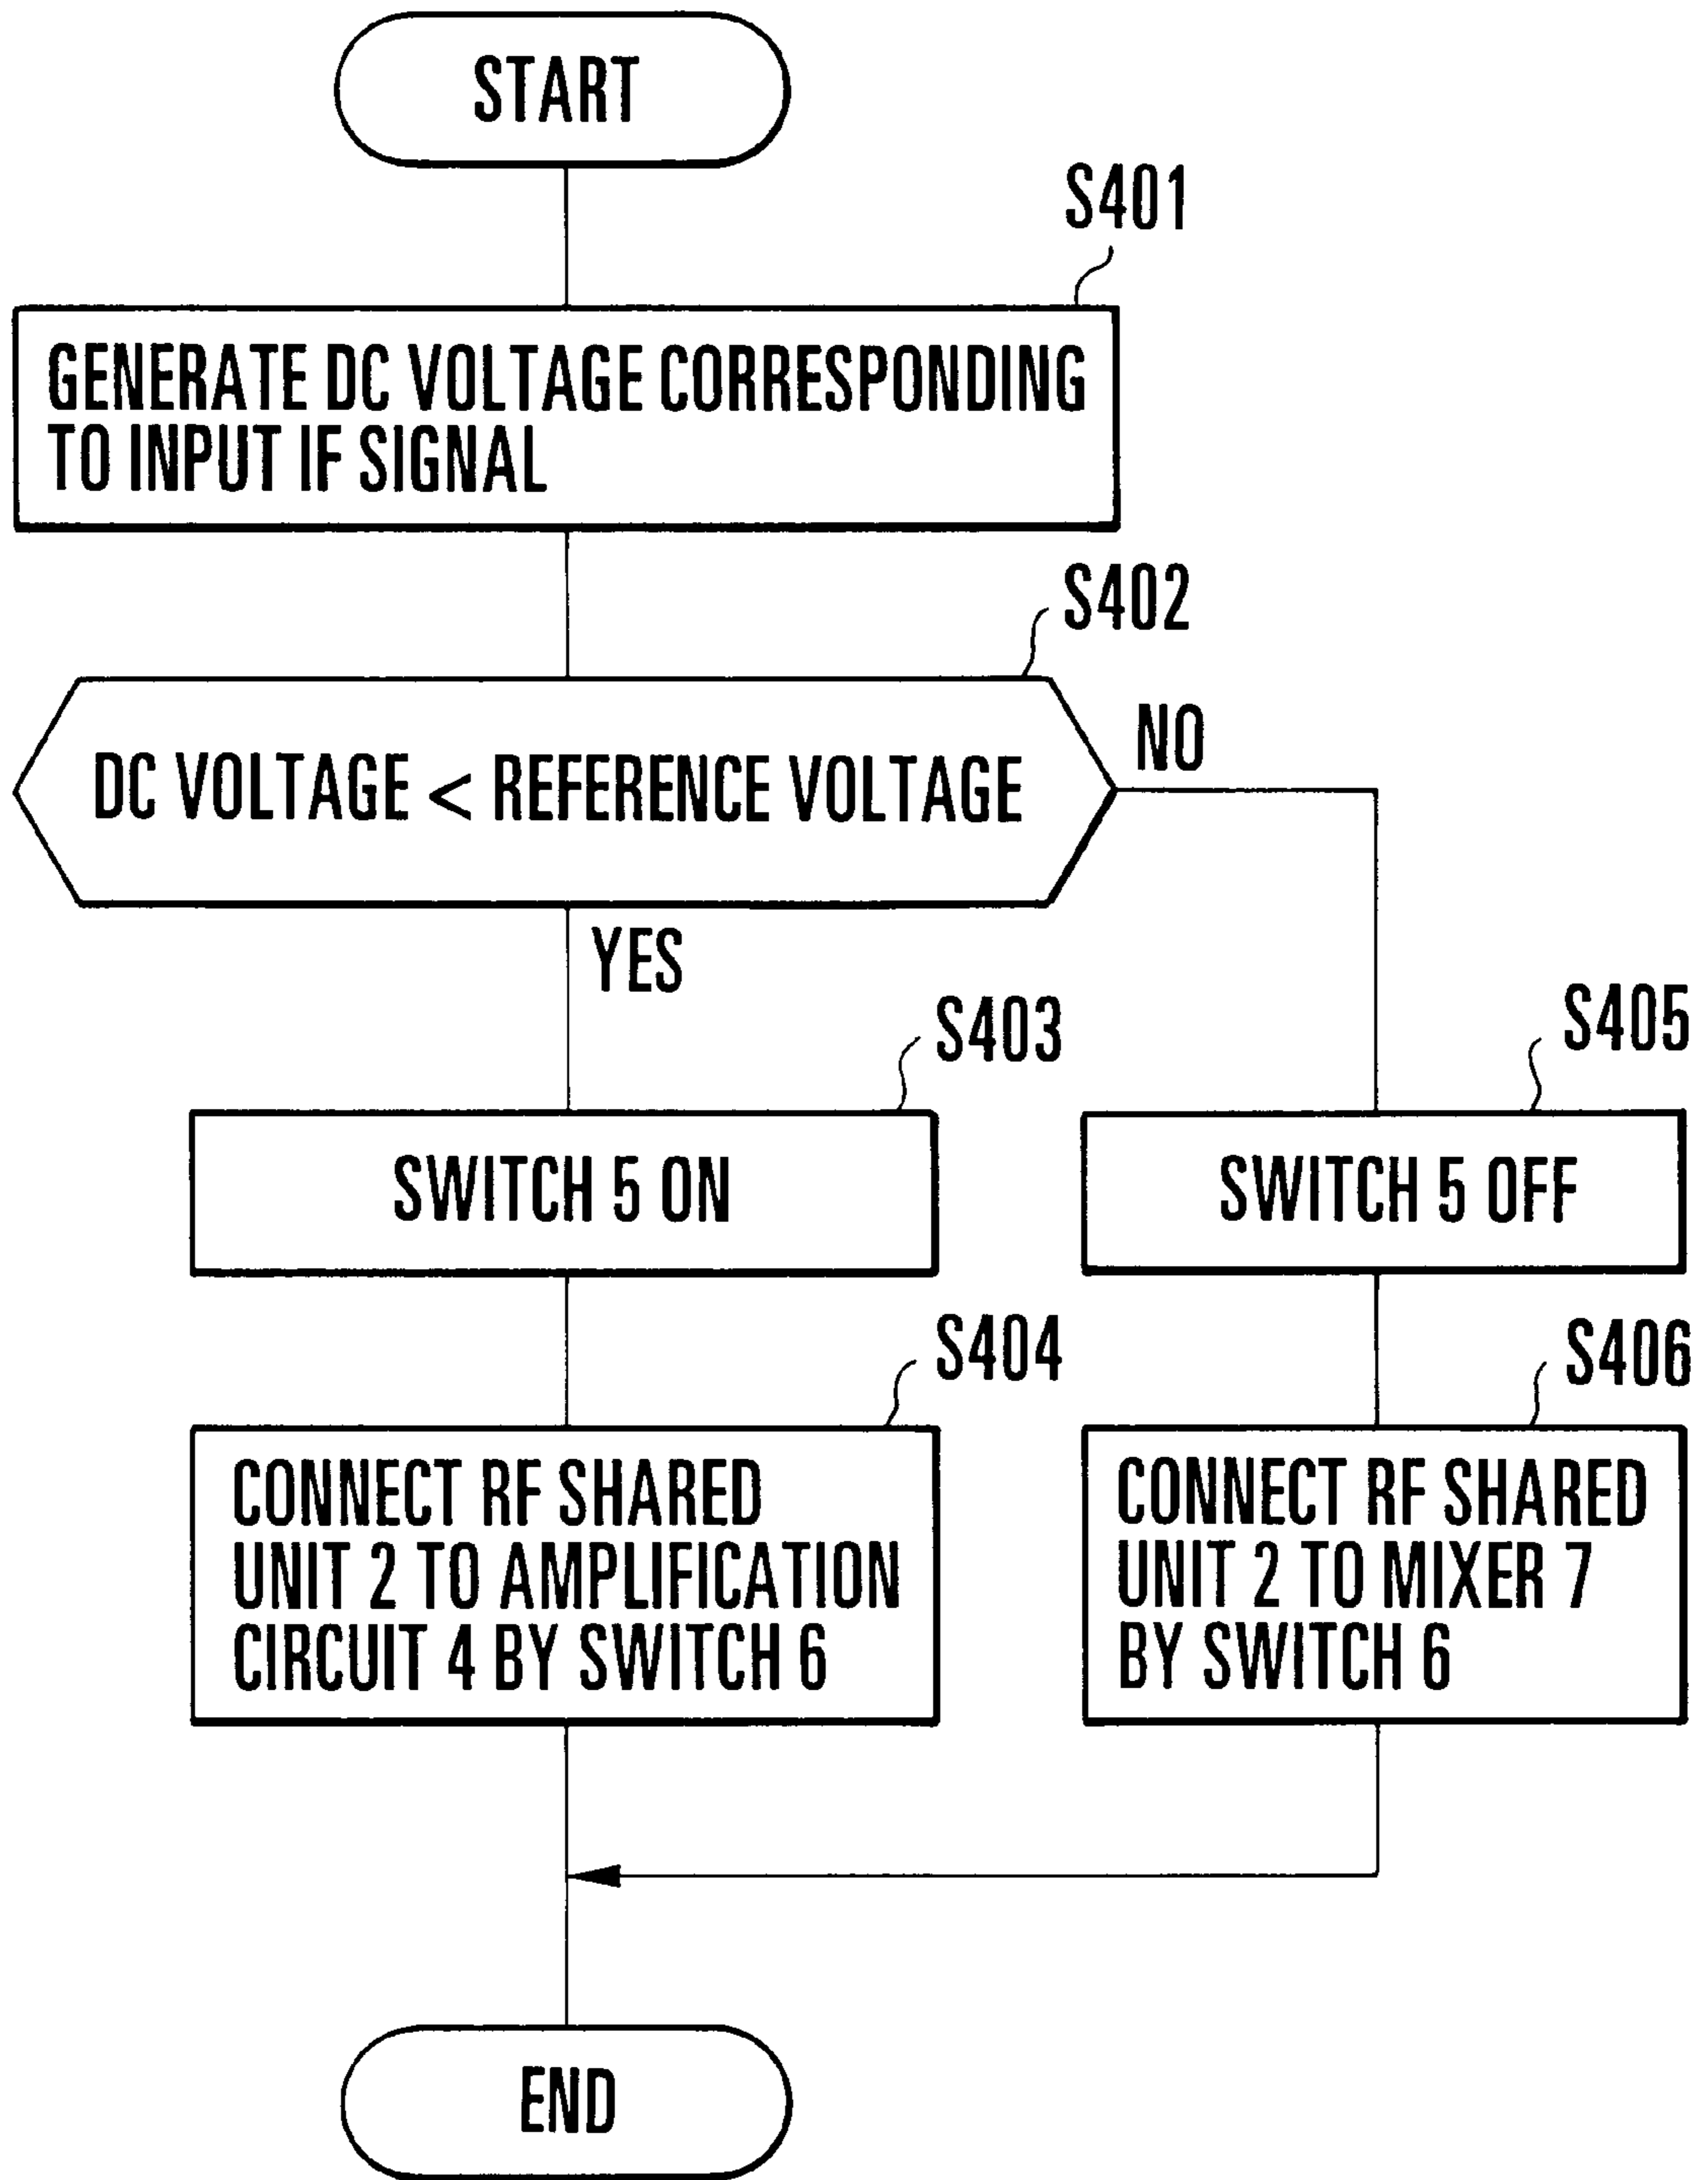 START
S401
GENERATE DC VOLTAGE CORRESPONDING
TO INPUT IF SIGNAL
S402
DC VOLTAGE < REFERENCE VOLTAGE
NO
YES
S403
SWITCH 5 ON
S405
SWITCH 5 OFF
S404
CONNECT RF SHARED
UNIT 2 TO AMPLIFICATION
CIRCUIT 4 BY SWITCH 6
S406
CONNECT RF SHARED
UNIT 2 TO MIXER 7
BY SWITCH 6
END